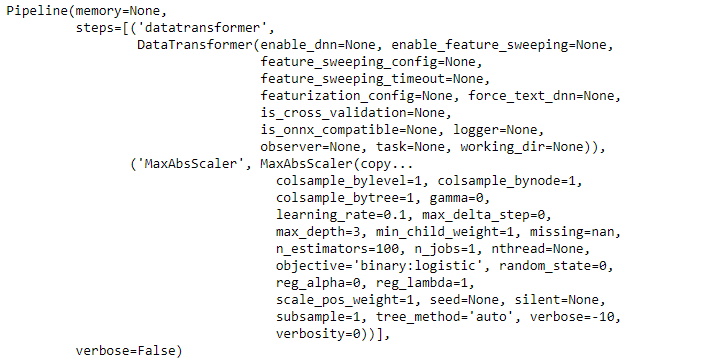 Pipeline(memory=None,
steps=[('datatransformer',
DataTransformer(enable_dnn=None, enable_feature_sweeping=None,
feature_sweeping_config=None,
feature_sweeping_timeout=None,
featurization_config=None, force_text_dnn=None,
is_cross_validation=None,
is_onnx_compatible=None, logger=None,
observer=None, task=None, working_dir=None)),
('MaxAbsScaler', MaxAbsScaler(copy...
colsample_bylevel=1, colsample_bynode=1,
colsample_bytree=1, gamma=0,
learning_rate=0.1, max_delta_step=0,
max_depth=3, min_child_weight=1, missing=nan,
n_estimators=100, n_jobs=1, nthread=None,
objective='binary:logistic', random_state=0,
reg_alpha=0, reg_lambda=1,
scale_pos_weight=1, seed=None, silent=None,
subsample=1, tree_method='auto', verbose=-10,
verbosity=0))],
verbose=False)